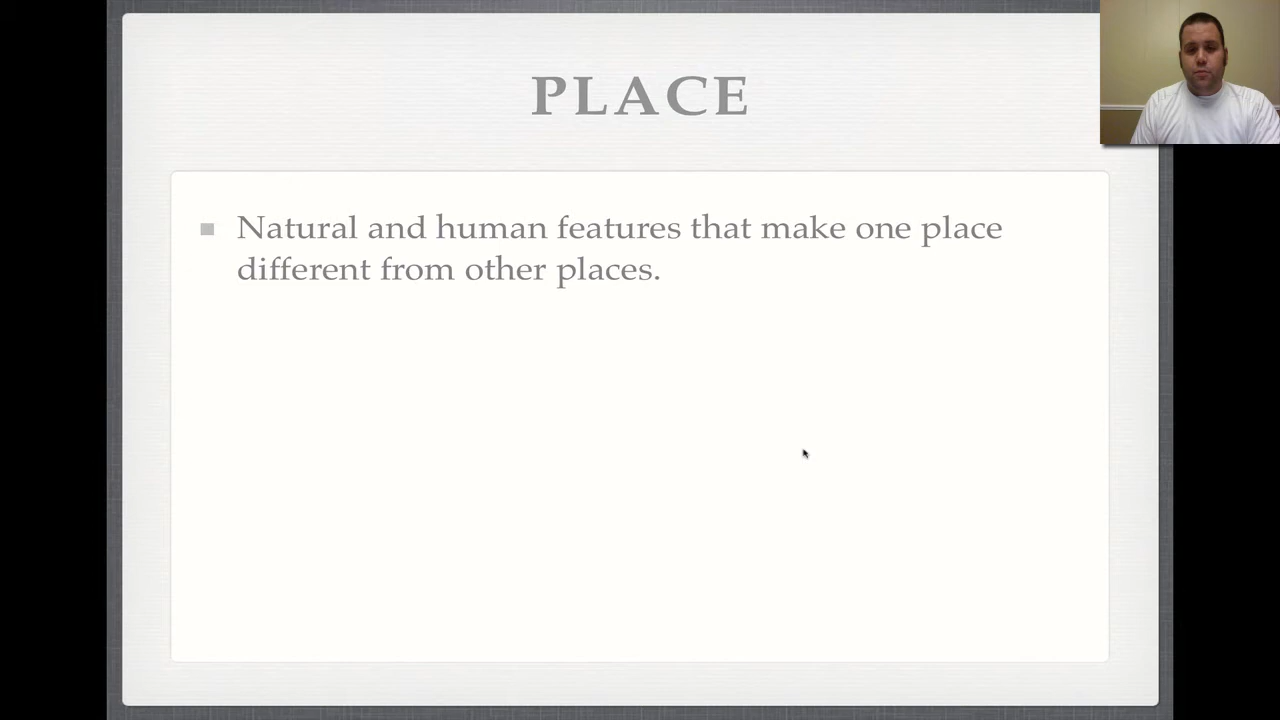 PLACE
Natural and human features that make one place
different from other places.